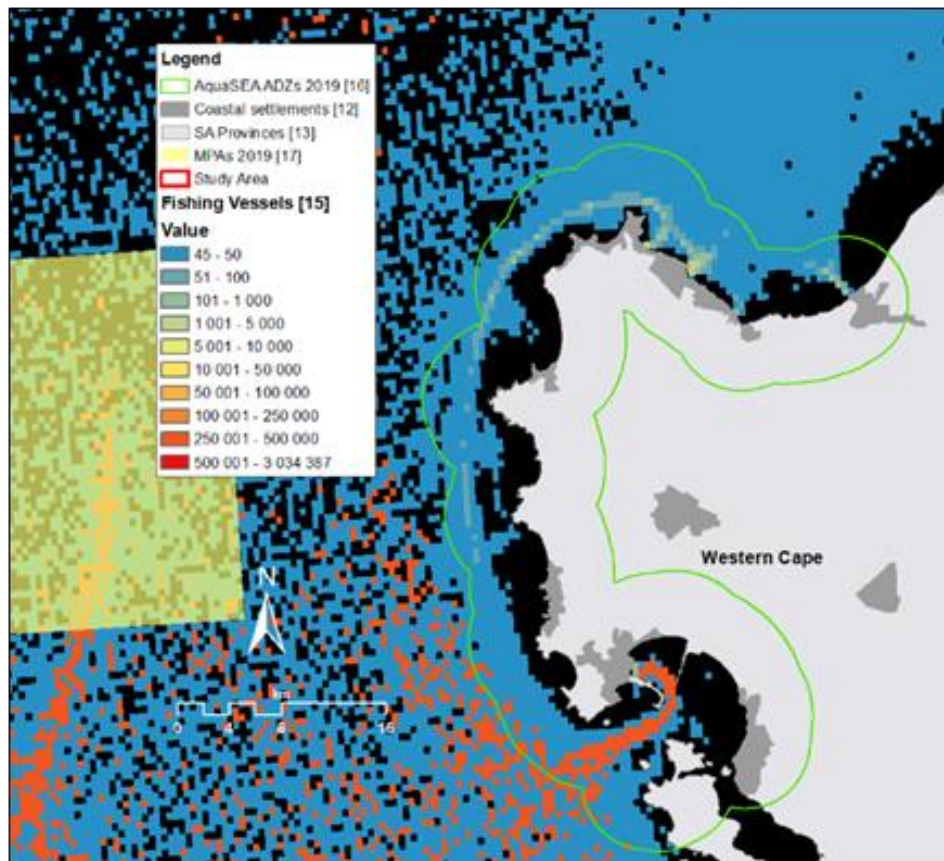 Legend
AquaSEA ADZs 2019 [16]
Coastal settlements [12]
SA Provinces [13]
MPAs 2019 [17]
Study Area
Fishing Vessels [15]
Value
45 - 50
51 - 100
101 - 1 000
1 001 - 5 000
5 001 - 10 000
10 001 - 50 000
50 001 - 100 000
100 001 - 250 000
250 001 - 500 000
500 001 - 3 034 387
Western Cape
N
km
0 4 8 16